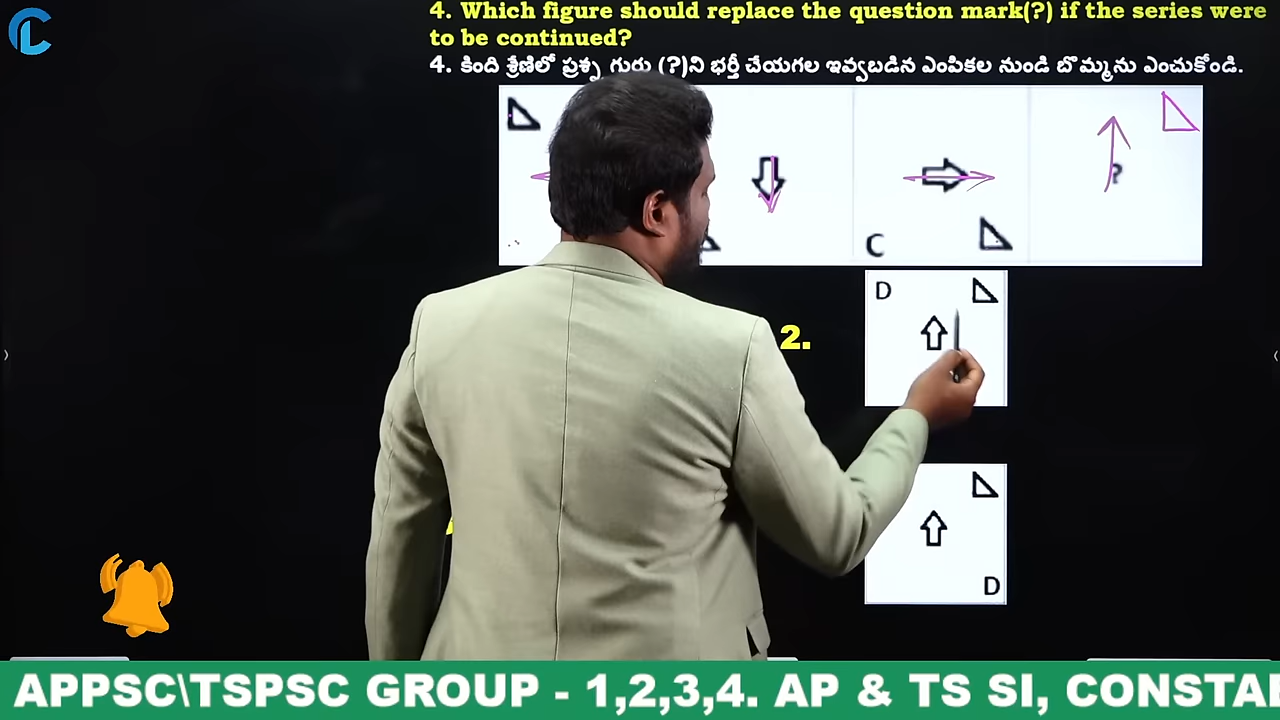 4. Which figure should replace the question mark(?) if the series were
to be continued?
4. కింది శ్రేణిలో ప్రశ్న గుర్తు (?)ని భర్తీ చేయగల ఇవ్వబడిన ఎంపికల నుండి బొమ్మను ఎంచుకోండి.
?
C
D
2.
D
APPSC\TSPSC GROUP - 1,2,3,4. AP & TS SI,